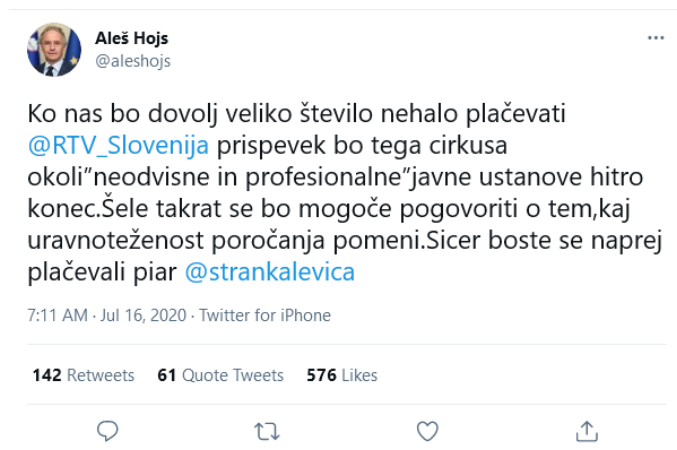 Aleš Hojs
@aleshojs
Ko nas bo dovolj veliko število nehalo plačevati
@RTV_Slovenija prispevek bo tega cirkusa
okoli”neodvisne in profesionalne”javne ustanove hitro
konec.Šele takrat se bo mogoče pogovoriti o tem,kaj
uravnoteženost poročanja pomeni.Sicer boste se naprej
plačevali piar @strankalevica
7:11 AM · Jul 16, 2020 · Twitter for iPhone
142 Retweets 61 Quote Tweets 576 Likes